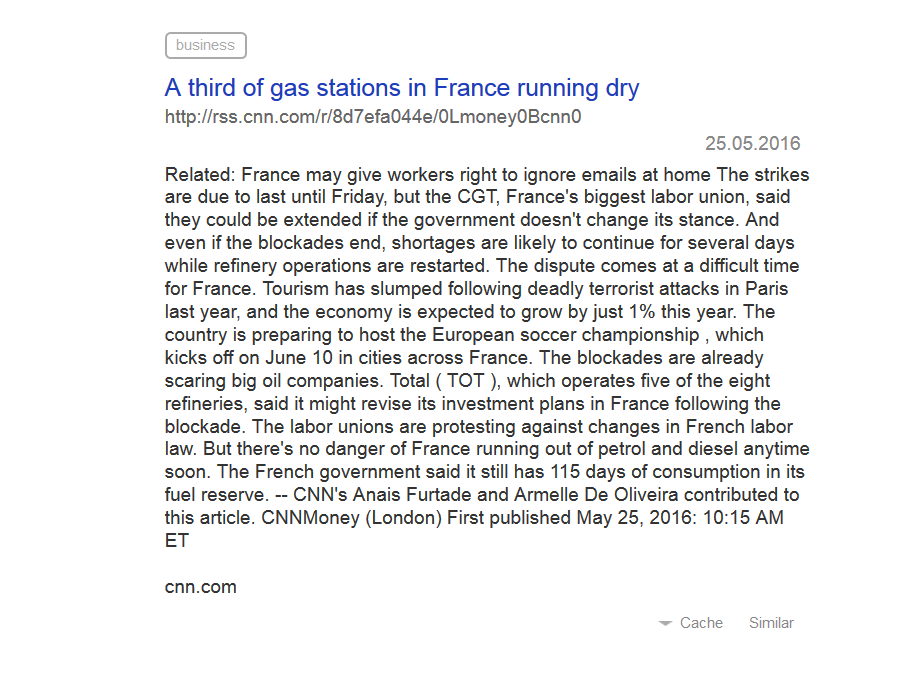 business
A third of gas stations in France running dry
http://rss.cnn.com/r/8d7efa044e/0Lmoney0Bcnn0
25.05.2016
Related: France may give workers right to ignore emails at home The strikes
are due to last until Friday, but the CGT, France's biggest labor union, said
they could be extended if the government doesn't change its stance. And
even if the blockades end, shortages are likely to continue for several days
while refinery operations are restarted. The dispute comes at a difficult time
for France. Tourism has slumped following deadly terrorist attacks in Paris
last year, and the economy is expected to grow by just 1% this year. The
country is preparing to host the European soccer championship , which
kicks off on June 10 in cities across France. The blockades are already
scaring big oil companies. Total ( TOT ), which operates five of the eight
refineries, said it might revise its investment plans in France following the
blockade. The labor unions are protesting against changes in French labor
law. But there's no danger of France running out of petrol and diesel anytime
soon. The French government said it still has 115 days of consumption in its
fuel reserve. -- CNN's Anais Furtade and Armelle De Oliveira contributed to
this article. CNNMoney (London) First published May 25, 2016: 10:15 AM
ET
cnn.com
Cache Similar